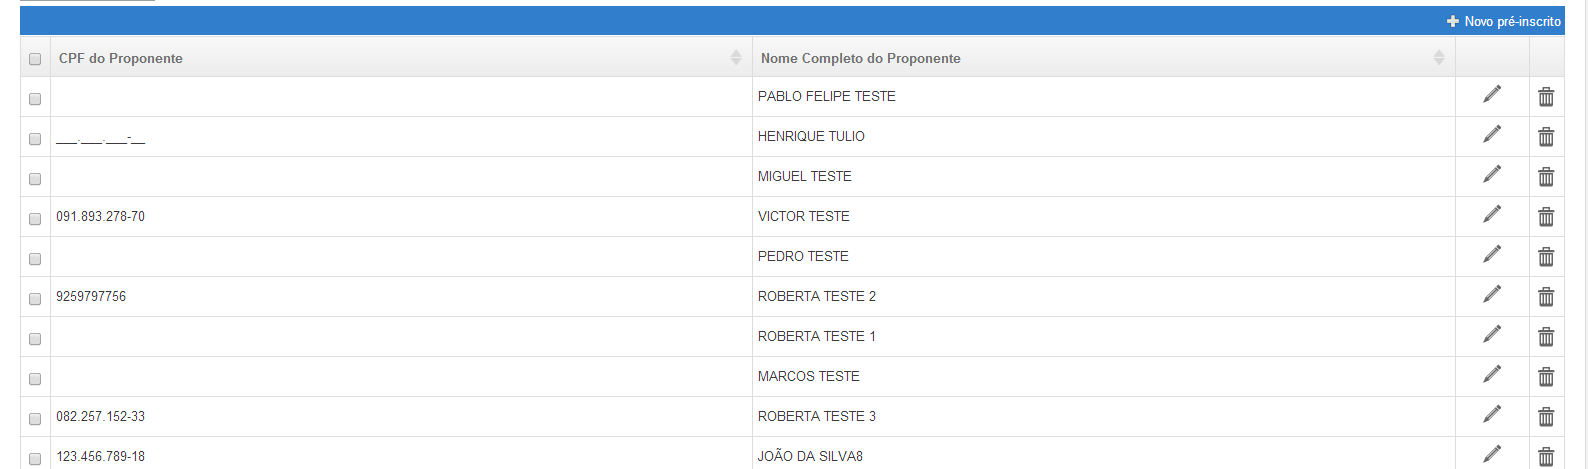 Novo pré-inscrito
CPF do Proponente Nome Completo do Proponente
PABLO FELIPE TESTE
___.___.___-__ HENRIQUE TULIO
MIGUEL TESTE
091.893.278-70 VICTOR TESTE
PEDRO TESTE
9259797756 ROBERTA TESTE 2
ROBERTA TESTE 1
MARCOS TESTE
082.257.152-33 ROBERTA TESTE 3
123.456.789-18 JOÃO DA SILVA8